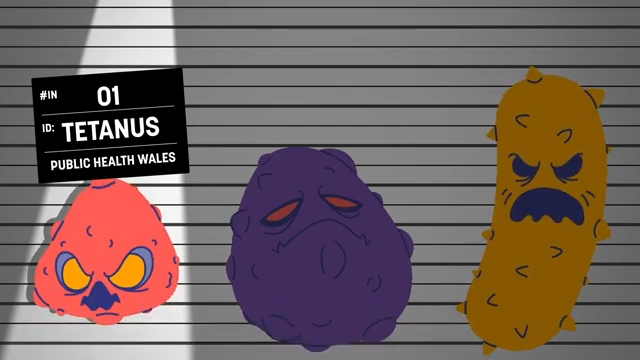 #IN 01
ID: TETANUS
PUBLIC HEALTH WALES